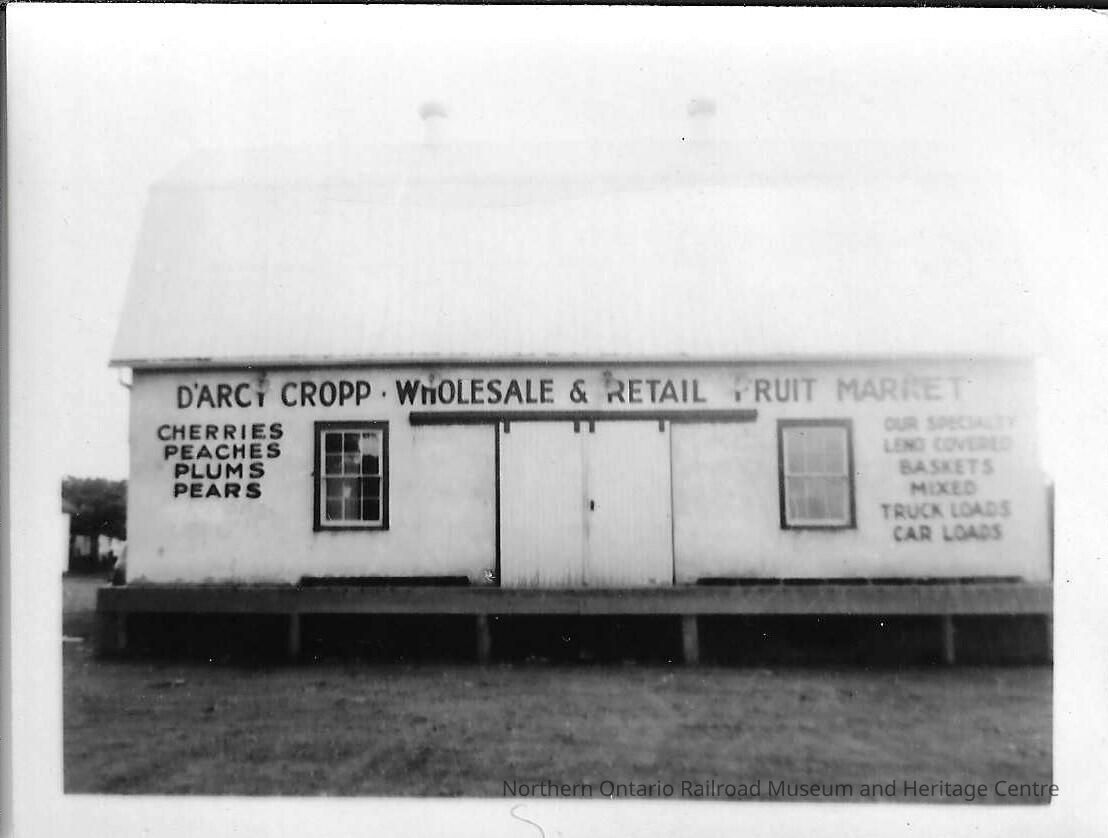 D'ARCY CROPP · WHOLESALE & RETAIL FRUIT MARKET
CHERRIES
PEACHES
PLUMS
PEARS
OUR SPECIALTY
LENO COVERED
BASKETS
MIXED
TRUCK LOADS
CAR LOADS
Northern Ontario Railroad Museum and Heritage Centre